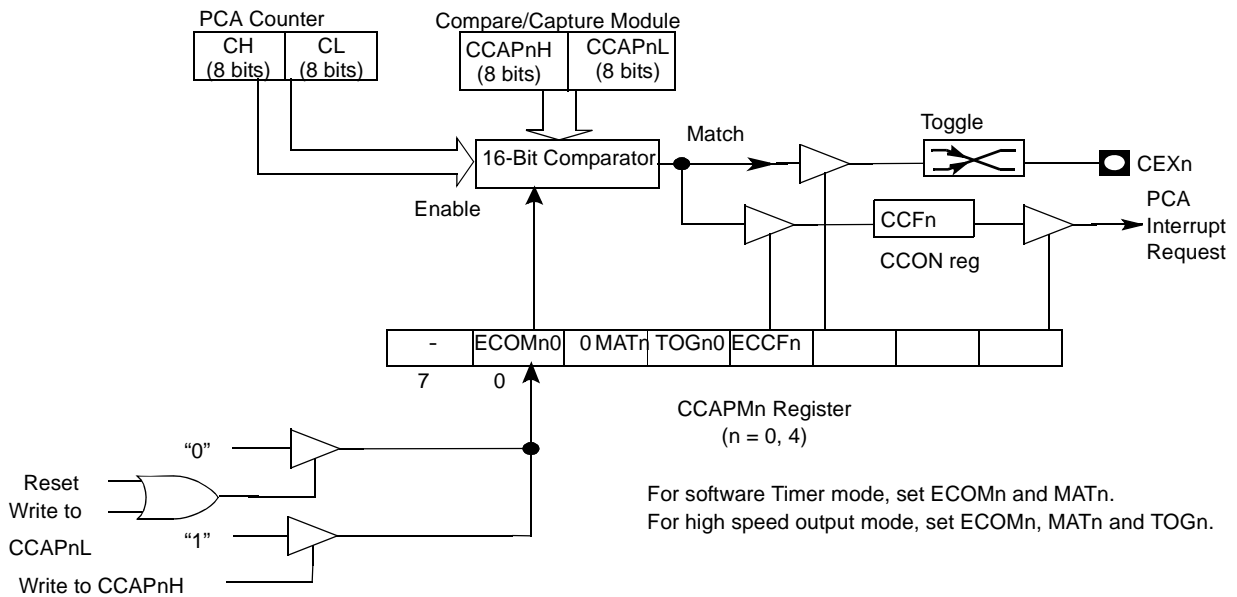 PCA Counter
Compare/Capture Module
CH
(8 bits)
CL
(8 bits)
CCAPnH
(8 bits)
CCAPnL
(8 bits)
Toggle
Match
16-Bit Comparator
CEXn
Enable
PCA
Interrupt
Request
CCFn
CCON reg
- ECOMn0 0 MATn TOGn0 ECCFn
7 0
CCAPMn Register
(n = 0, 4)
“0”
Reset
Write to
CCAPnL
“1”
Write to CCAPnH
For software Timer mode, set ECOMn and MATn.
For high speed output mode, set ECOMn, MATn and TOGn.